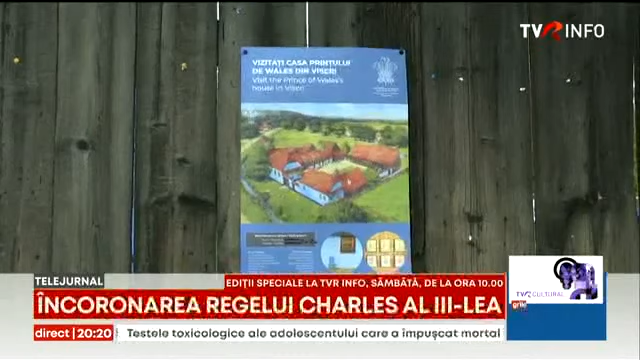 TVR INFO
VIZITAȚI CASA PRINȚULUI
DE WALES DIN VISCRI
Visit the Prince of Wales's
house in Viscri
TELEJURNAL
EDIȚII SPECIALE LA TVR INFO, SÂMBĂTĂ, DE LA ORA 10.00
ÎNCORONAREA REGELUI CHARLES AL III-LEA
TVR CULTURAL
direct 20:20
Testele toxicologice ale adolescentului care a împușcat mortal